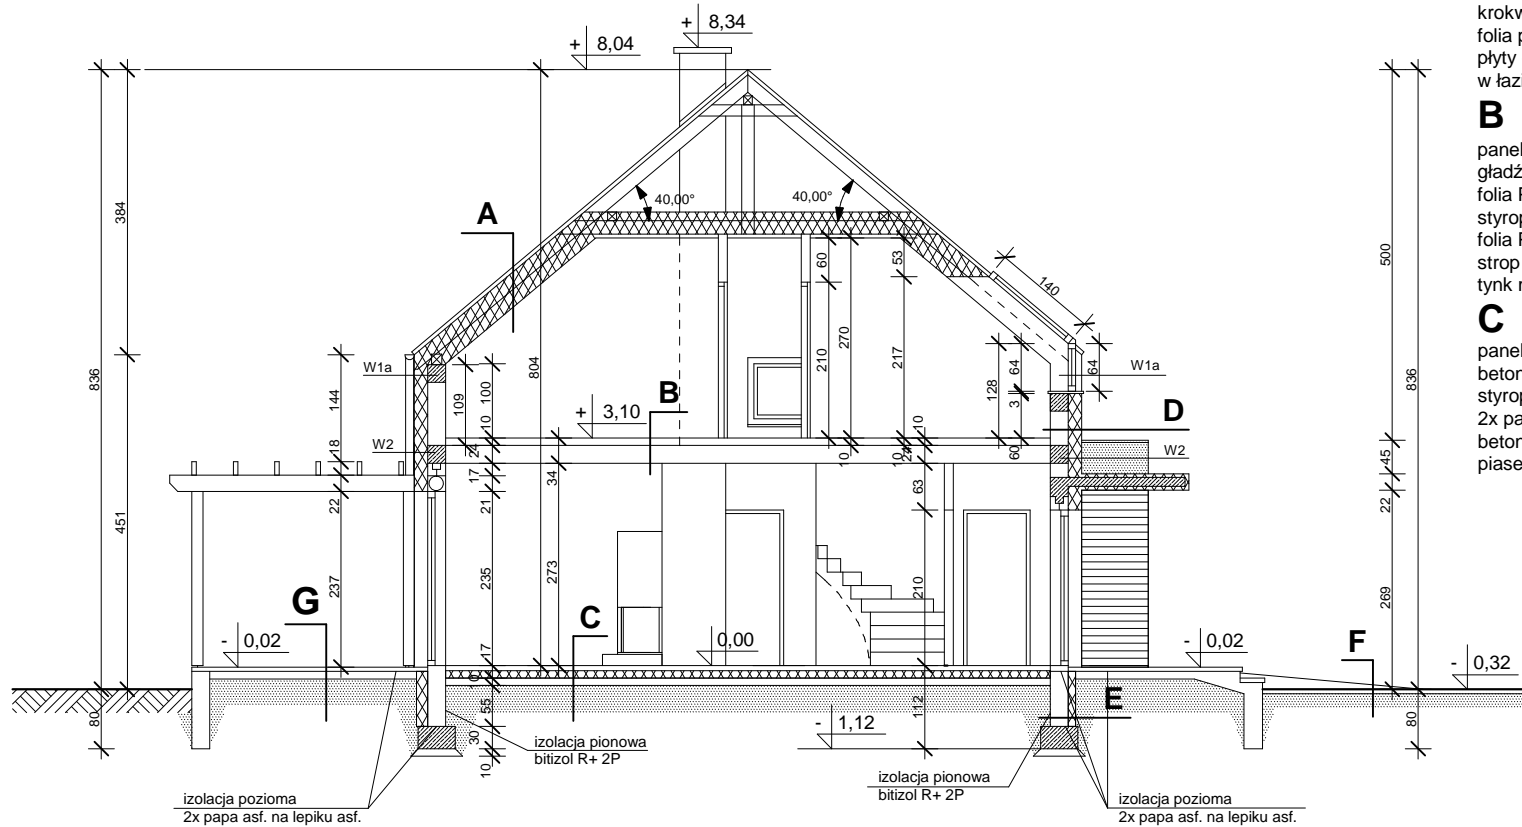 + 8,34
+ 8,04
40,00°
40,00°
A
384
836
451
144
18
22
237
80
W1a
W2
109
100
10
24
17
21
235
17
10
55
30
10
804
34
273
+ 3,10
B
60
210
270
10
53
217
10
24
10
63
210
112
128
64
3
60
140
64
W1a
D
W2
500
45
22
269
836
80
G
- 0,02
C
0,00
- 0,02
F
- 0,32
E
- 1,12
izolacja pionowa
bitizol R+ 2P
izolacja pionowa
bitizol R+ 2P
izolacja pozioma
2x papa asf. na lepiku asf.
izolacja pozioma
2x papa asf. na lepiku asf.
krokw
folia p
płyty
w łazi
B
panel
gładź
folia F
styrop
folia F
strop
tynk
C
panel
beton
styrop
2x pa
beton
piase